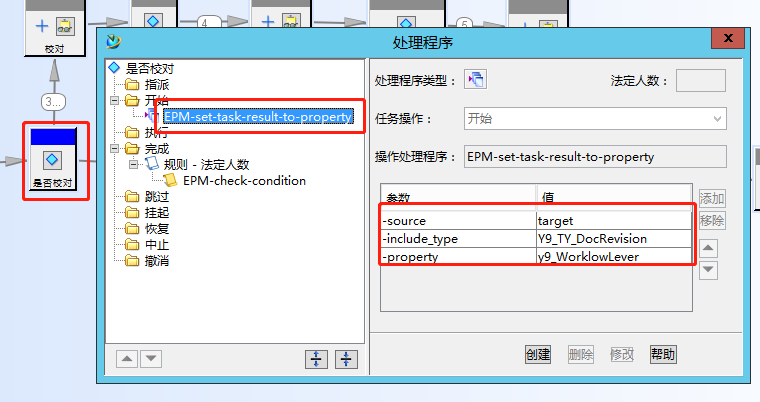 校对
4...
5
3...
是否校对
处理程序
x
是否校对
指派
开始
EPM-set-task-result-to-property
执行
完成
规则 - 法定人数
EPM-check-condition
跳过
挂起
恢复
中止
撤消
处理程序类型：
法定人数：
任务操作：
开始
操作处理程序：
EPM-set-task-result-to-property
参数 值
-source target
-include_type Y9_TY_DocRevision
-property y9_WorklowLever
添加
移除
创建 删除 修改 帮助